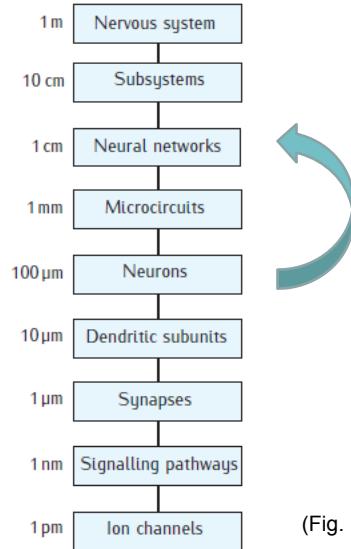 1 m Nervous system
10 cm Subsystems
1 cm Neural networks
1 mm Microcircuits
100 µm Neurons
10 µm Dendritic subunits
1 µm Synapses
1 nm Signalling pathways
1 pm Ion channels
(Fig.